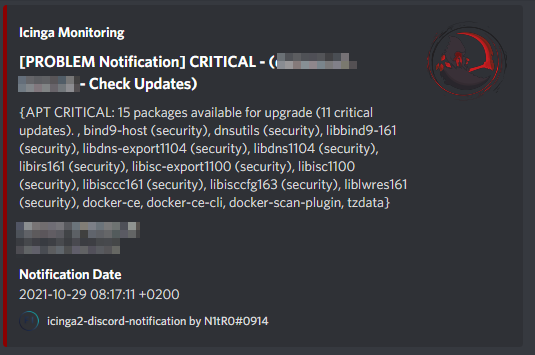 Icinga Monitoring
[PROBLEM Notification] CRITICAL - (
- Check Updates)
{APT CRITICAL: 15 packages available for upgrade (11 critical
updates). , bind9-host (security), dnsutils (security), libbind9-161
(security), libdns-export1104 (security), libdns1104 (security),
libirs161 (security), libisc-export1100 (security), libisc1100
(security), libisccc161 (security), libisccfg163 (security), liblwres161
(security), docker-ce, docker-ce-cli, docker-scan-plugin, tzdata}
Notification Date
2021-10-29 08:17:11 +0200
icinga2-discord-notification by N1tR0#0914